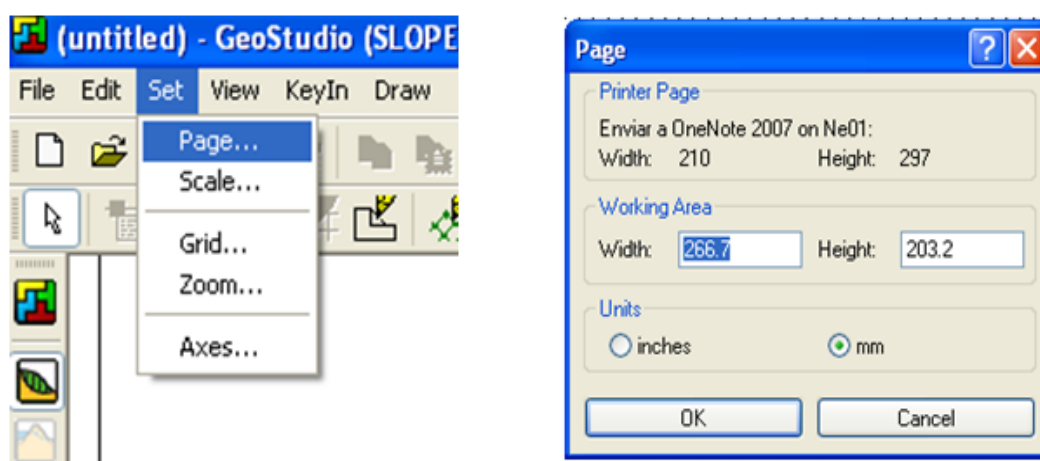 (untitled) - GeoStudio (SLOPE
File Edit Set View KeyIn Draw
Page...
Scale...
Grid...
Zoom...
Axes...
Page
Printer Page
Enviar a OneNote 2007 on Ne01:
Width: 210 Height: 297
Working Area
Width: 266.7 Height: 203.2
Units
inches mm
OK Cancel